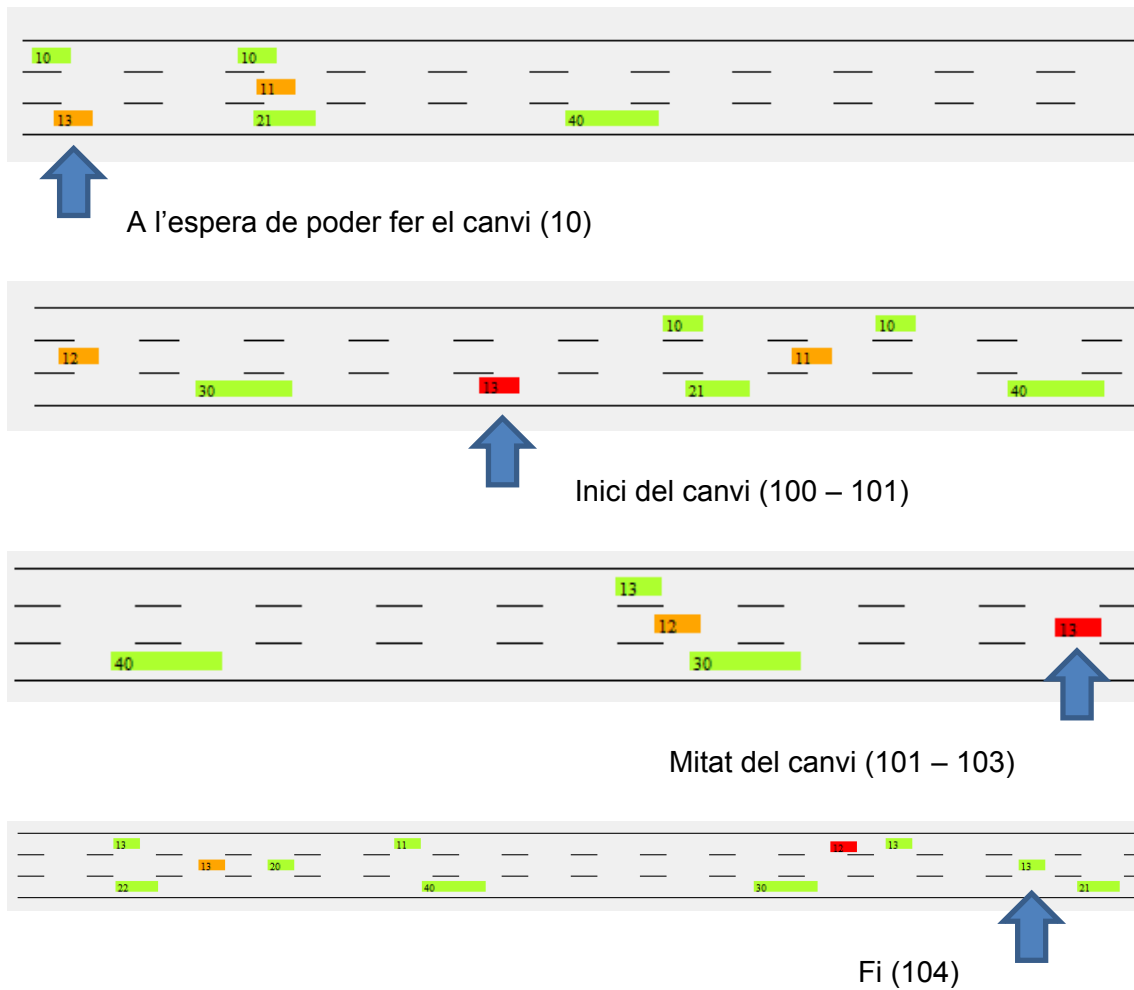 10 10
11
13 21 40
A l'espera de poder fer el canvi (10)
10 10
12 11
30 13 21 40
Inici del canvi (100 – 101)
13
12 13
40 30
Mitat del canvi (101 – 103)
13 11 12 13
13 20 13
22 40 30 21
Fi (104)